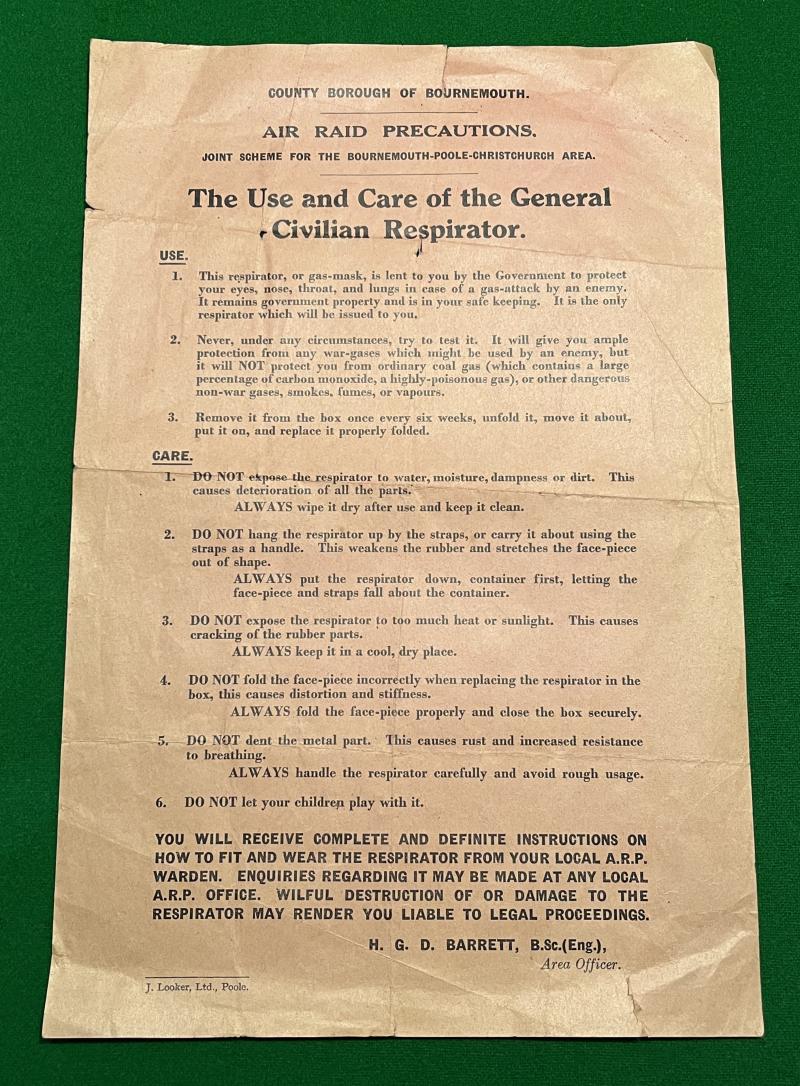 COUNTY BOROUGH OF BOURNEMOUTH.
AIR RAID PRECAUTIONS.
JOINT SCHEME FOR THE BOURNEMOUTH-POOLE-CHRISTCHURCH AREA.
The Use and Care of the General
Civilian Respirator.
USE.
1. This respirator, or gas-mask, is lent to you by the Government to protect
your eyes, nose, throat, and lungs in case of a gas-attack by an enemy.
It remains government property and is in your safe keeping. It is the only
respirator which will be issued to you.
2. Never, under any circumstances, try to test it. It will give you ample
protection from any war-gases which might be used by an enemy, but
it will NOT protect you from ordinary coal gas (which contains a large
percentage of carbon monoxide, a highly-poisonous gas), or other dangerous
non-war gases, smokes, fumes, or vapours.
3. Remove it from the box once every six weeks, unfold it, move it about,
put it on, and replace it properly folded.
CARE.
1. DO NOT expose the respirator to water, moisture, dampness or dirt. This
causes deterioration of all the parts.
ALWAYS wipe it dry after use and keep it clean.
2. DO NOT hang the respirator up by the straps, or carry it about using the
straps as a handle. This weakens the rubber and stretches the face-piece
out of shape.
ALWAYS put the respirator down, container first, letting the
face-piece and straps fall about the container.
3. DO NOT expose the respirator to too much heat or sunlight. This causes
cracking of the rubber parts.
ALWAYS keep it in a cool, dry place.
4. DO NOT fold the face-piece incorrectly when replacing the respirator in the
box, this causes distortion and stiffness.
ALWAYS fold the face-piece properly and close the box securely.
5. DO NOT dent the metal part. This causes rust and increased resistance
to breathing.
ALWAYS handle the respirator carefully and avoid rough usage.
6. DO NOT let your children play with it.
YOU WILL RECEIVE COMPLETE AND DEFINITE INSTRUCTIONS ON
HOW TO FIT AND WEAR THE RESPIRATOR FROM YOUR LOCAL A.R.P.
WARDEN. ENQUIRIES REGARDING IT MAY BE MADE AT ANY LOCAL
A.R.P. OFFICE. WILFUL DESTRUCTION OF OR DAMAGE TO THE
RESPIRATOR MAY RENDER YOU LIABLE TO LEGAL PROCEEDINGS.
H. G. D. BARRETT, B.Sc.(Eng.),
Area Officer.
J. Looker, Ltd., Poole.